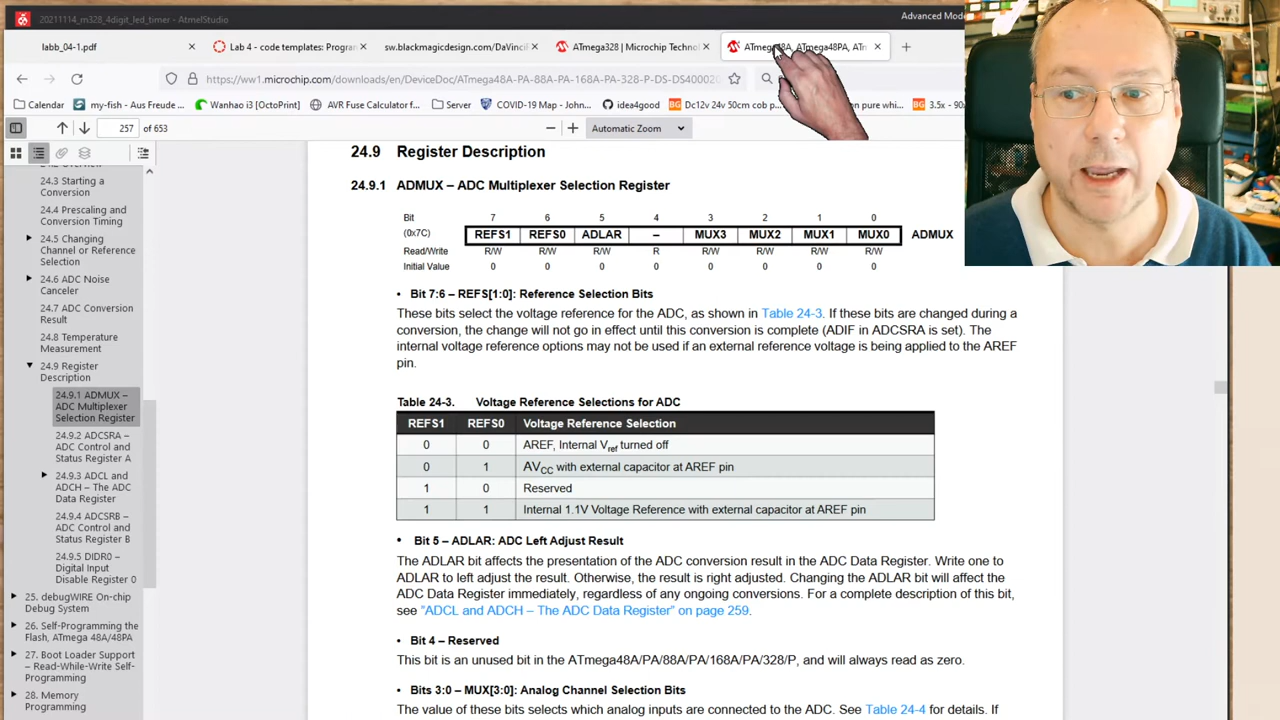 20211114_m328_4digit_led_timer - AtmelStudio
Advanced Mod
labb_04-1.pdf
Lab 4 - code templates: Program
sw.blackmagicdesign.com/DaVinciR
ATmega328 | Microchip Technol
ATmega48A, ATmega48PA, ATm
https://ww1.microchip.com/downloads/en/DeviceDoc/ATmega48A-PA-88A-PA-168A-PA-328-P-DS-DS400020
Calendar
my-fish - Aus Freude
Wanhao i3 [OctoPrint]
AVR Fuse Calculator f
Server
COVID-19 Map - John...
idea4good
Dc12v 24v 50cm cob p
on pure whi
3.5x - 90
257 of 653
Automatic Zoom
24.3 Starting a
Conversion
24.4 Prescaling and
Conversion Timing
24.5 Changing
Channel or Reference
Selection
24.6 ADC Noise
Canceler
24.7 ADC Conversion
Result
24.8 Temperature
Measurement
24.9 Register
Description
24.9.1 ADMUX –
ADC Multiplexer
Selection Register
24.9.2 ADCSRA –
ADC Control and
Status Register A
24.9.3 ADCL and
ADCH – The ADC
Data Register
24.9.4 ADCSRB –
ADC Control and
Status Register B
24.9.5 DIDR0 –
Digital Input
Disable Register 0
25. debugWIRE On-chip
Debug System
26. Self-Programming the
Flash, ATmega 48A/48PA
27. Boot Loader Support
– Read-While-Write Self-
Programming
28. Memory
Programming
24.9 Register Description
24.9.1 ADMUX – ADC Multiplexer Selection Register
Bit 7 6 5 4 3 2 1 0
(0x7C) REFS1 REFS0 ADLAR – MUX3 MUX2 MUX1 MUX0 ADMUX
Read/Write R/W R/W R/W R R/W R/W R/W R/W
Initial Value 0 0 0 0 0 0 0 0
• Bit 7:6 – REFS[1:0]: Reference Selection Bits
These bits select the voltage reference for the ADC, as shown in Table 24-3. If these bits are changed during a
conversion, the change will not go in effect until this conversion is complete (ADIF in ADCSRA is set). The
internal voltage reference options may not be used if an external reference voltage is being applied to the AREF
pin.
Table 24-3. Voltage Reference Selections for ADC
REFS1 REFS0 Voltage Reference Selection
0 0 AREF, Internal Vref turned off
0 1 AVCC with external capacitor at AREF pin
1 0 Reserved
1 1 Internal 1.1V Voltage Reference with external capacitor at AREF pin
• Bit 5 – ADLAR: ADC Left Adjust Result
The ADLAR bit affects the presentation of the ADC conversion result in the ADC Data Register. Write one to
ADLAR to left adjust the result. Otherwise, the result is right adjusted. Changing the ADLAR bit will affect the
ADC Data Register immediately, regardless of any ongoing conversions. For a complete description of this bit,
see "ADCL and ADCH – The ADC Data Register" on page 259.
• Bit 4 – Reserved
This bit is an unused bit in the ATmega48A/PA/88A/PA/168A/PA/328/P, and will always read as zero.
• Bits 3:0 – MUX[3:0]: Analog Channel Selection Bits
The value of these bits selects which analog inputs are connected to the ADC. See Table 24-4 for details. If